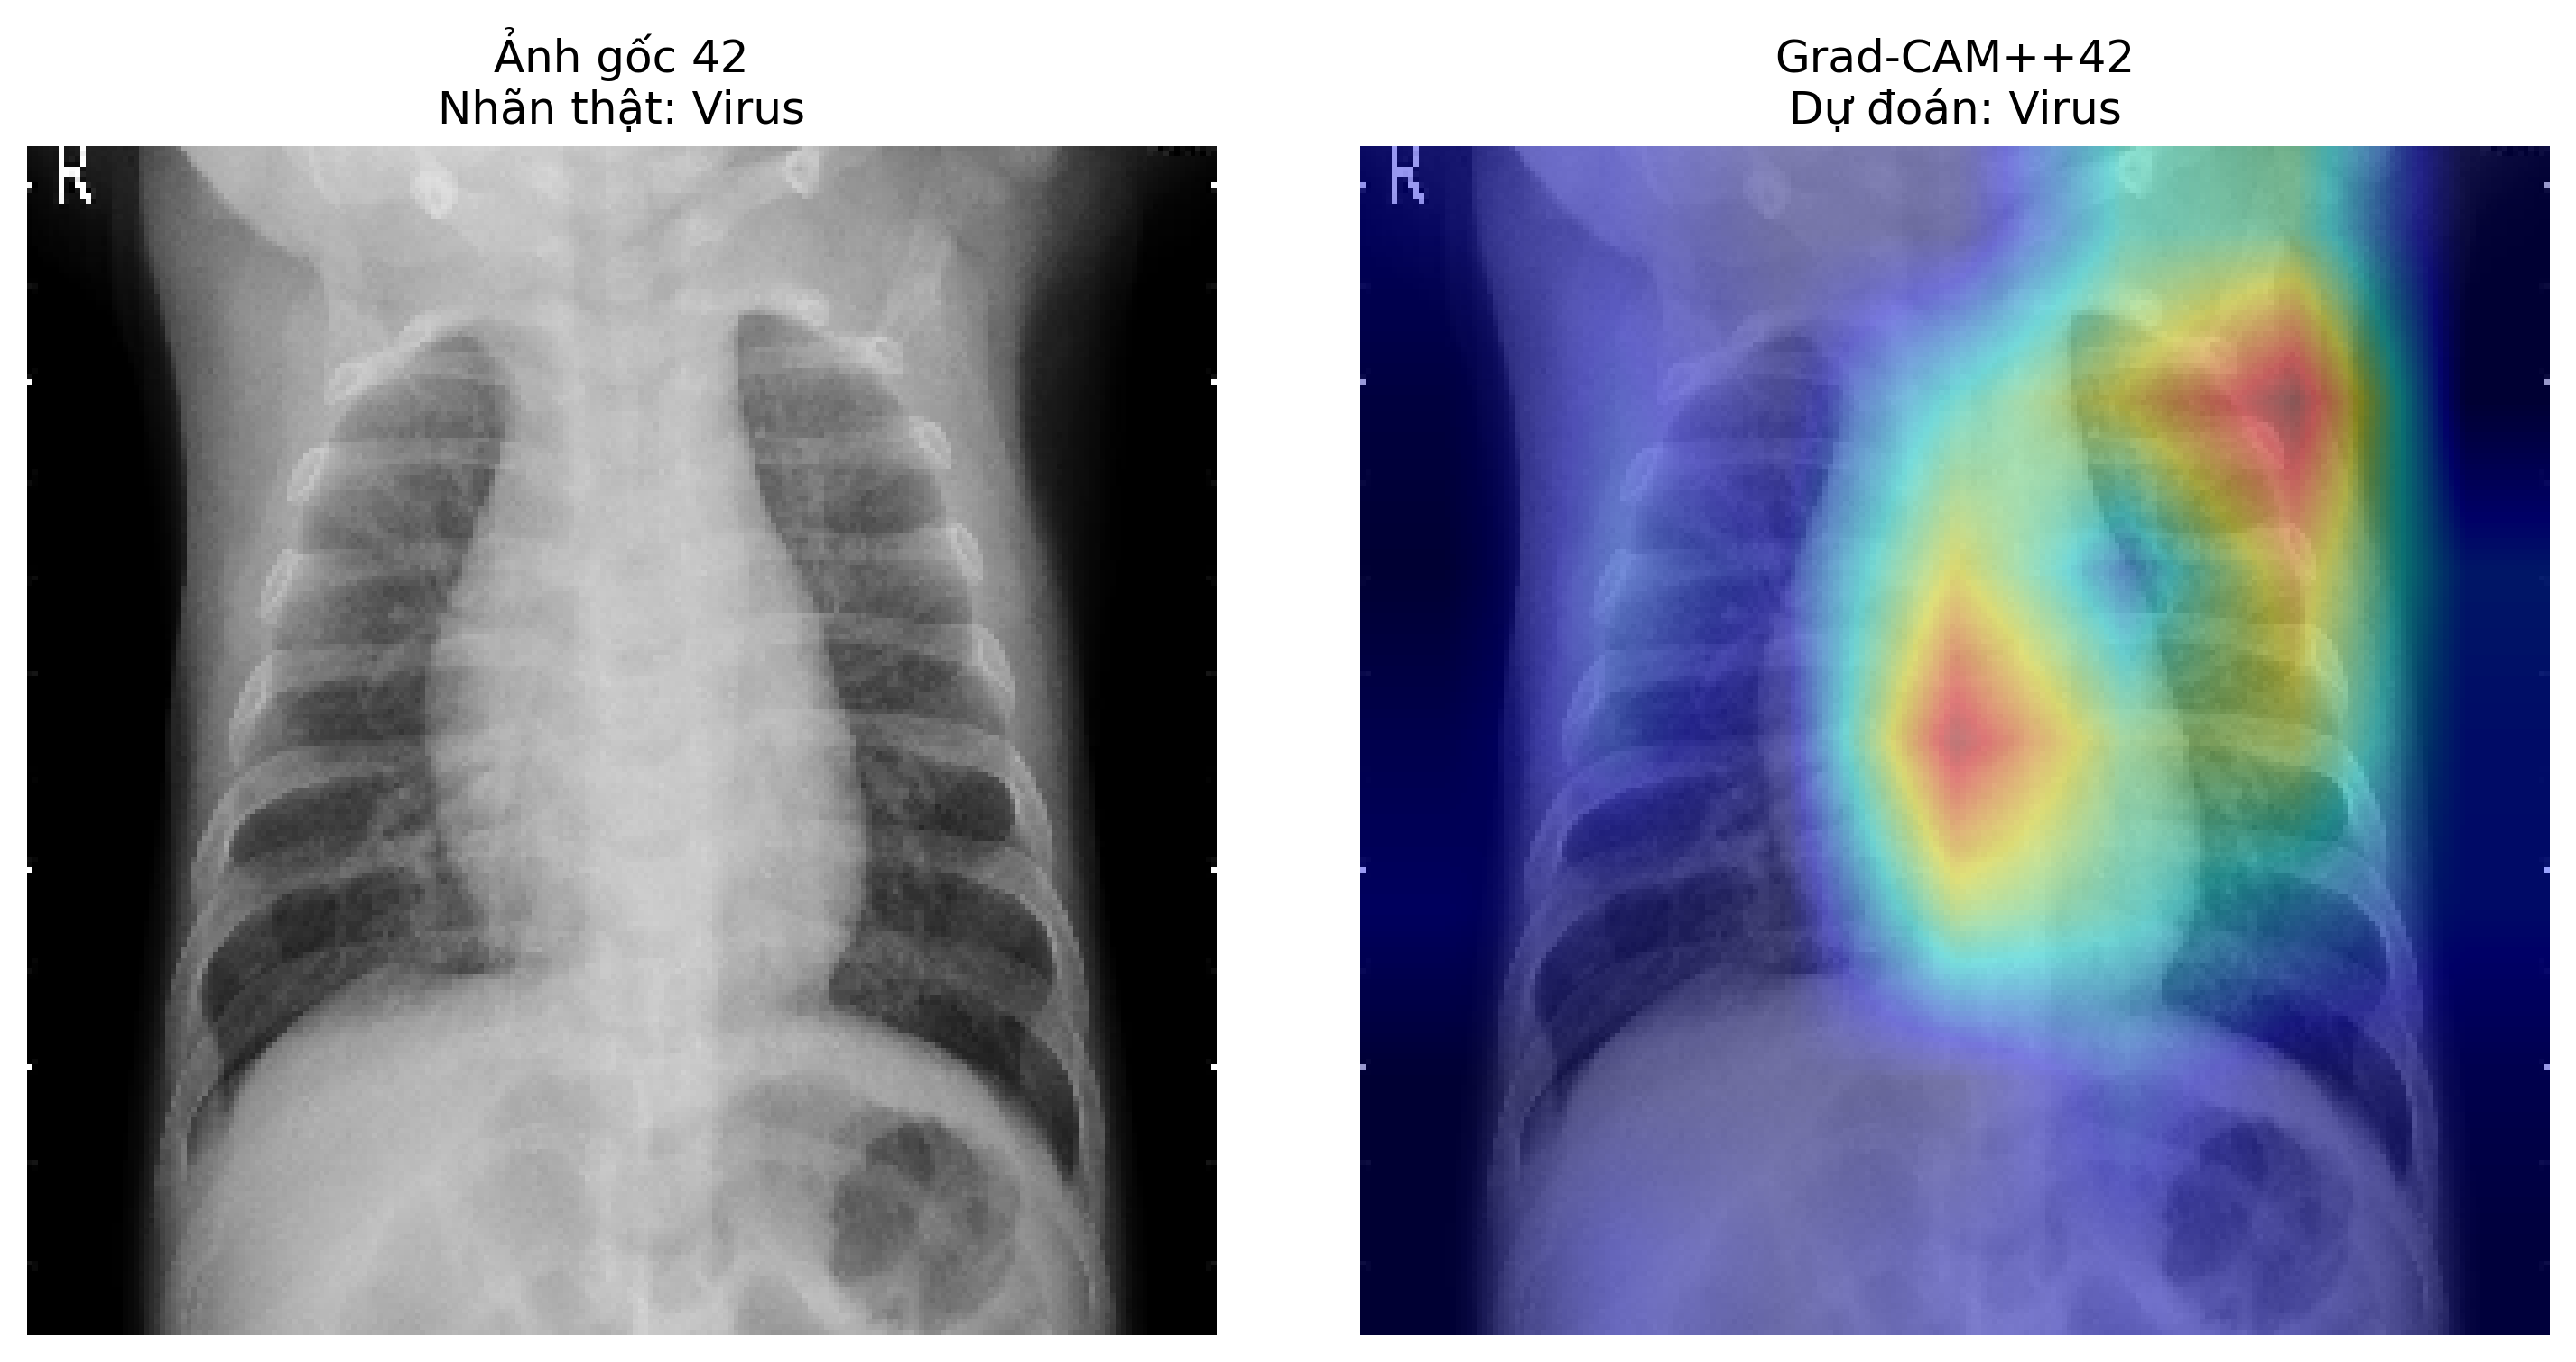 Ảnh gốc 42
Nhãn thật: Virus
Grad-CAM++42
Dự đoán: Virus
R
R